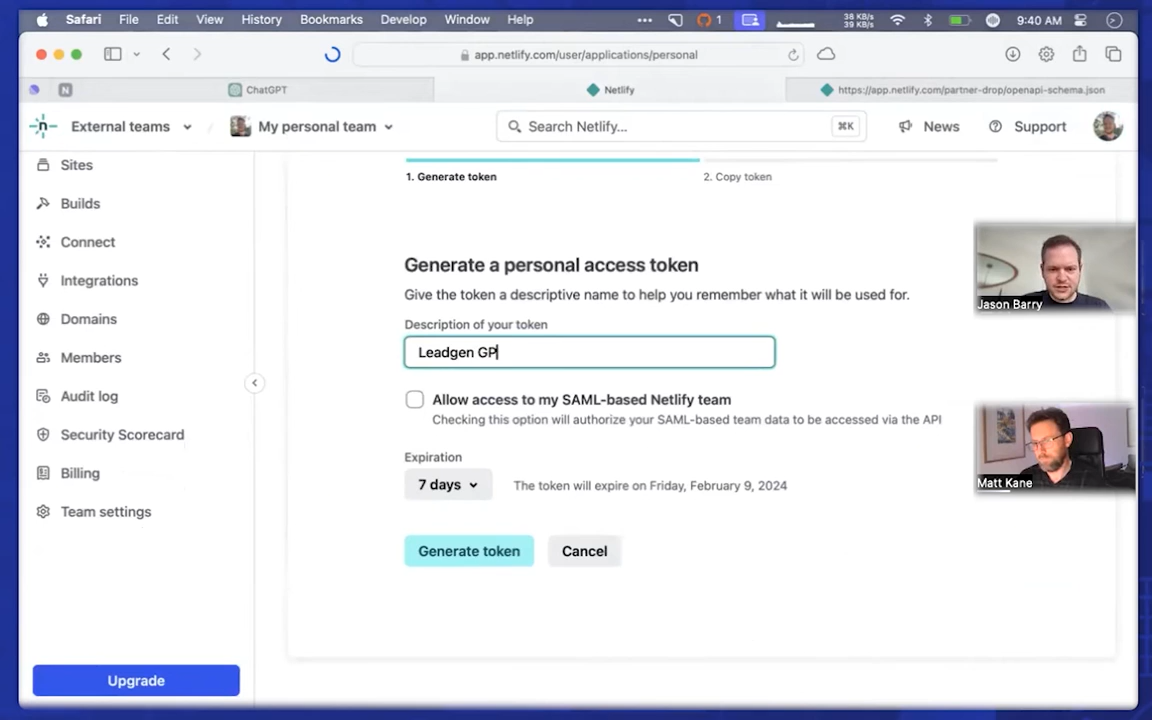 Safari File Edit View History Bookmarks Develop Window Help ••• 1 38 KB/s 39 KB/s 9:40 AM
app.netlify.com/user/applications/personal
N ChatGPT Netlify https://app.netlify.com/partner-drop/openapi-schema.json
n External teams / My personal team Search Netlify... ⌘K News Support
Sites
Builds
Connect
Integrations
Domains
Members
Audit log
Security Scorecard
Billing
Team settings
Upgrade
1. Generate token 2. Copy token
Generate a personal access token
Give the token a descriptive name to help you remember what it will be used for.
Description of your token
Leadgen GP
Allow access to my SAML-based Netlify team
Checking this option will authorize your SAML-based team data to be accessed via the API
Expiration
7 days The token will expire on Friday, February 9, 2024
Generate token Cancel
Jason Barry
Matt Kane